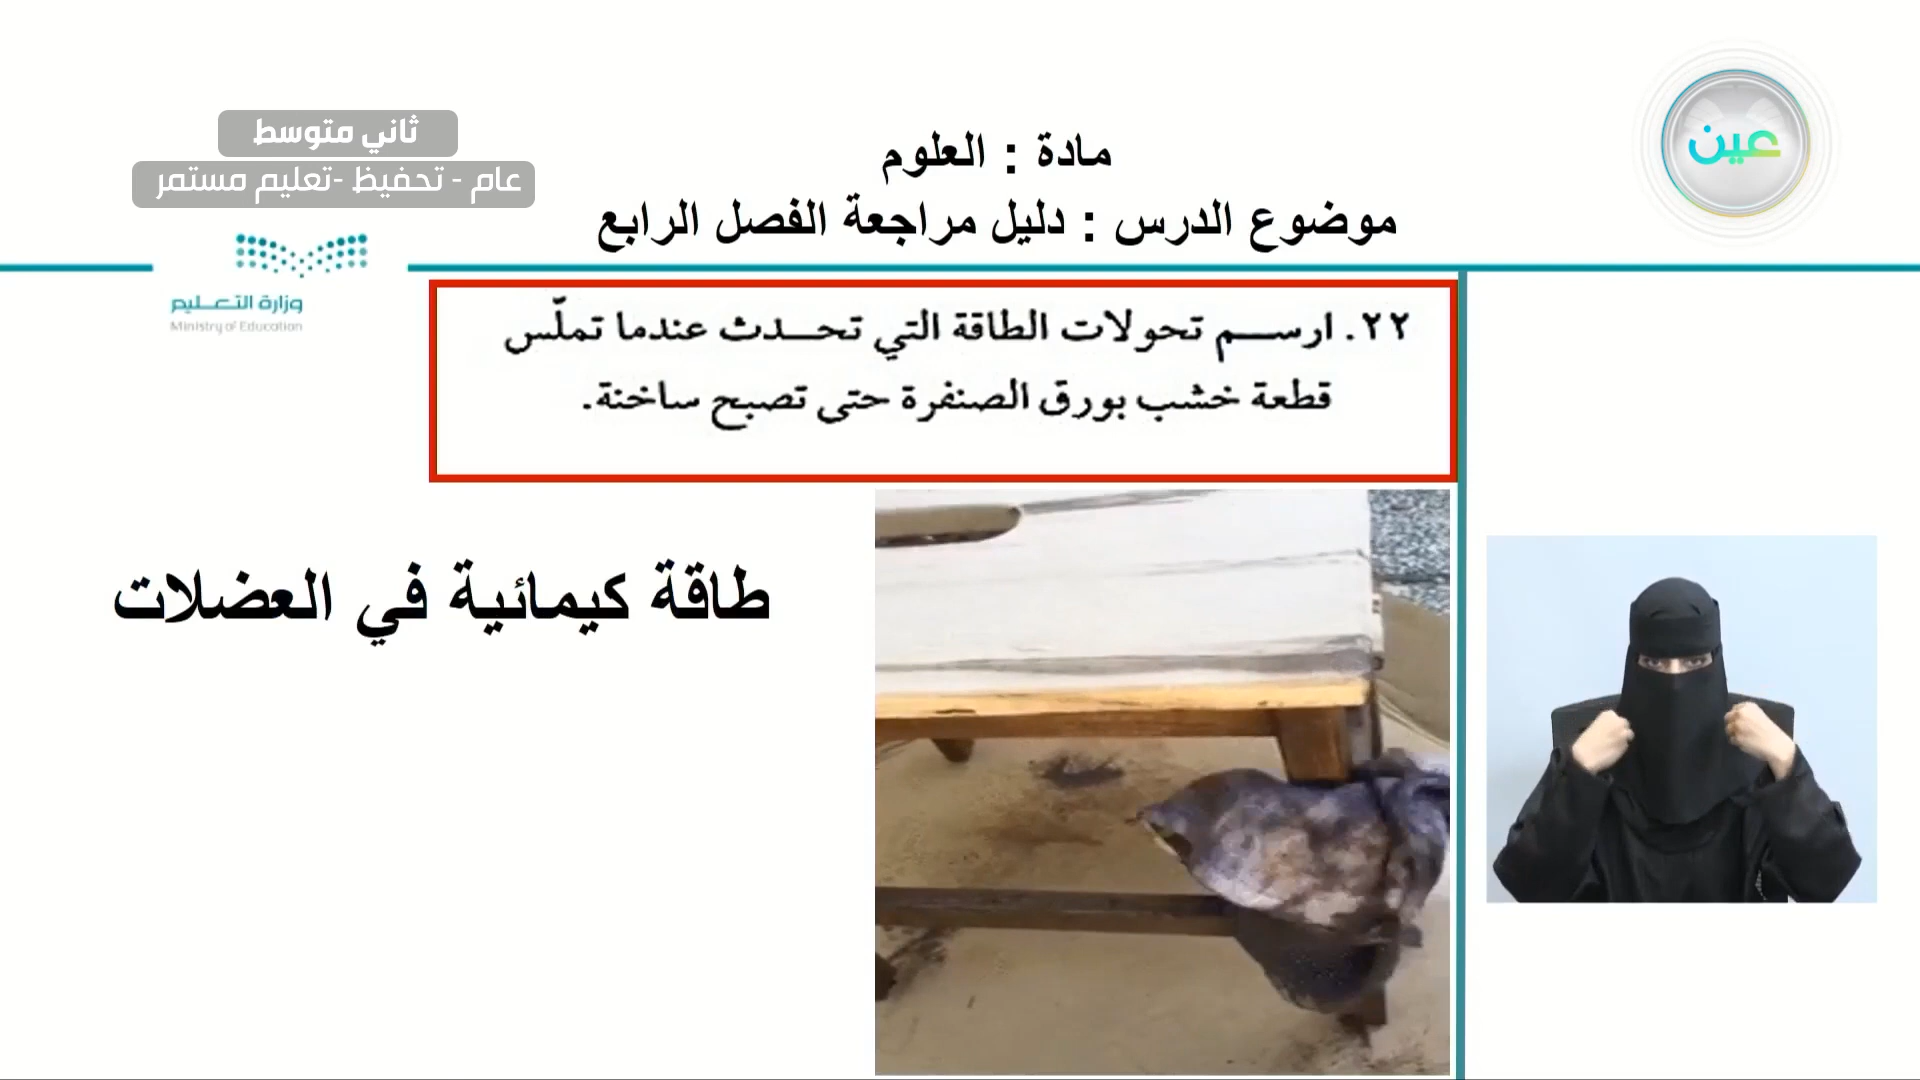 ثاني متوسط
عام - تحفيظ -تعليم مستمر
مادة : العلوم
موضوع الدرس : دليل مراجعة الفصل الرابع
عين
وزارة التعليم
Ministry of Education
٢٢. ارسم تحولات الطاقة التي تحدث عندما تملّس
قطعة خشب بورق الصنفرة حتى تصبح ساخنة.
طاقة كيمائية في العضلات